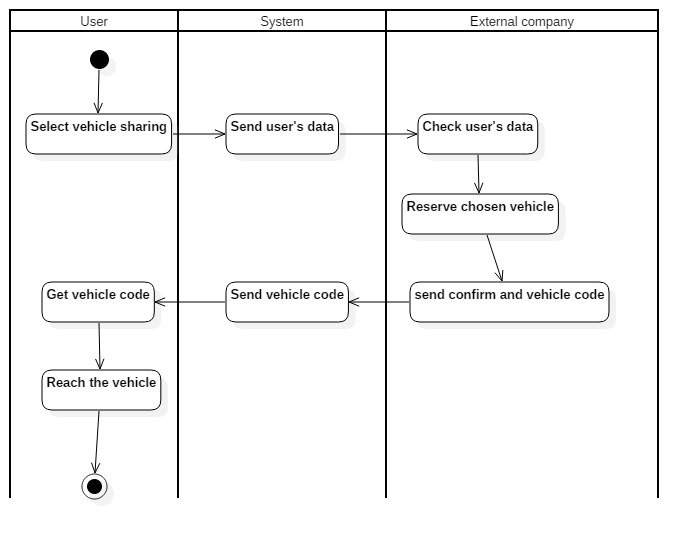 User
System
External company
Select vehicle sharing
Send user's data
Check user's data
Reserve chosen vehicle
Get vehicle code
Send vehicle code
send confirm and vehicle code
Reach the vehicle